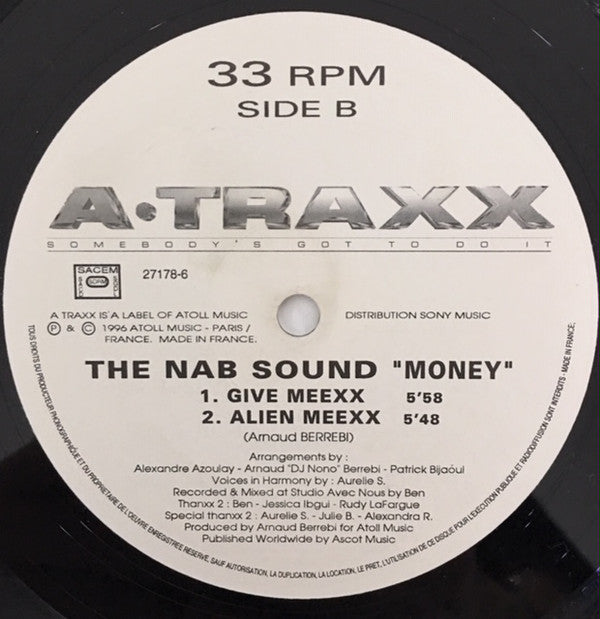 33 RPM
SIDE B
A•TRAXX
SOMEBODY'S GOT TO DO IT
SACEM
SDRM
27178-6
A TRAXX IS A LABEL OF ATOLL MUSIC
Ⓟ & © 1996 ATOLL MUSIC - PARIS /
FRANCE. MADE IN FRANCE.
DISTRIBUTION SONY MUSIC
THE NAB SOUND "MONEY"
1. GIVE MEEXX 5'58
2. ALIEN MEEXX 5'48
(Arnaud BERREBI)
Arrangements by :
Alexandre Azoulay - Arnaud "DJ Nono" Berrebi - Patrick Bijaóui
Voices in Harmony by : Aurelie S.
Recorded & Mixed at Studio Avec Nous by Ben
Thanxx 2 : Ben - Jessica Ibgui - Rudy LaFargue
Special thanxx 2 : Aurelie S. - Julie B. - Alexandra R.
Produced by Arnaud Berrebi for Atoll Music
Published Worldwide by Ascot Music
TOUS DROITS DU PRODUCTEUR PHONOGRAPHIQUE ET DU PROPRIETAIRE DE L'OEUVRE ENREGISTREE RESERVE, SAUF AUTORISATION, LA DUPLICATION, LA LOCATION, LE PRET, L'UTILISATION DE CE DISQUE POUR L'EXECUTION PUBLIQUE ET RADIODIFFUSION SONT INTERDITS - MADE IN FRANCE.